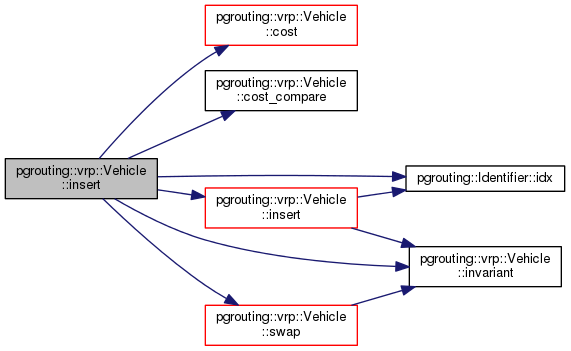 pgrouting::vrp::Vehicle
::cost
pgrouting::vrp::Vehicle
::cost_compare
pgrouting::vrp::Vehicle
::insert
pgrouting::Identifier::idx
pgrouting::vrp::Vehicle
::insert
pgrouting::vrp::Vehicle
::invariant
pgrouting::vrp::Vehicle
::swap